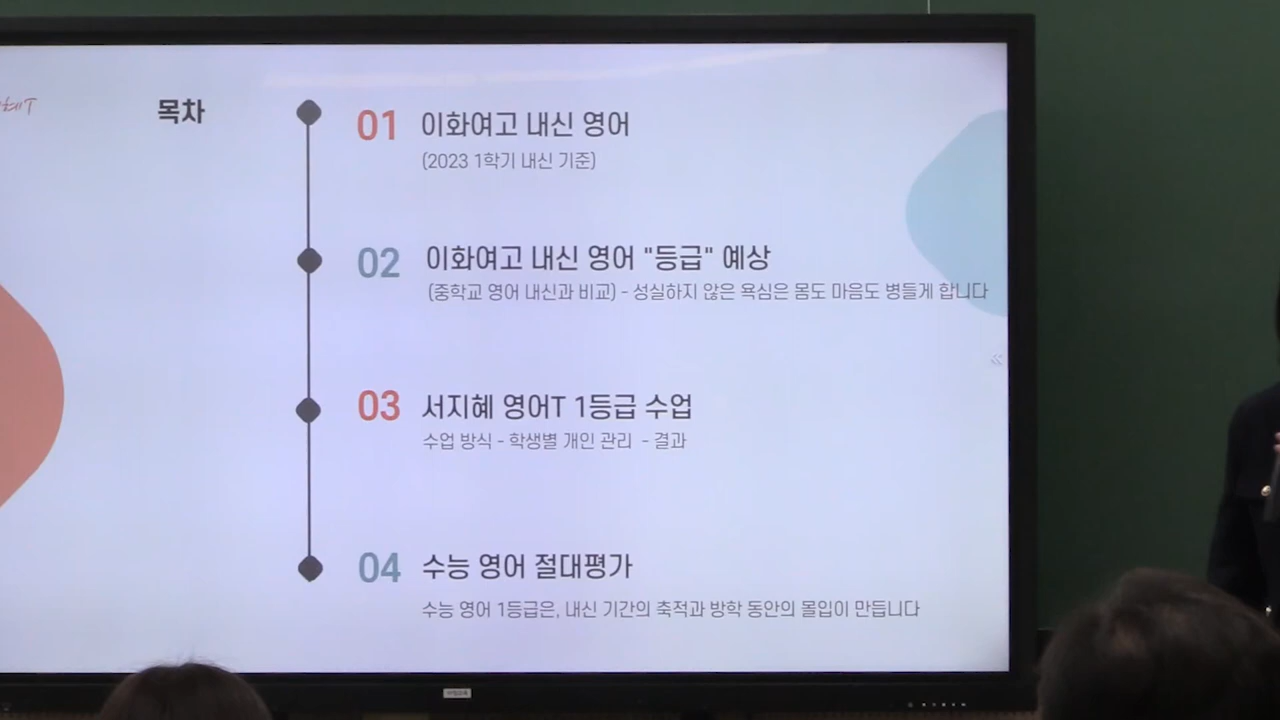 목차
01 이화여고 내신 영어
(2023 1학기 내신 기준)
02 이화여고 내신 영어 "등급" 예상
(중학교 영어 내신과 비교) - 성실하지 않은 욕심은 몸도 마음도 병들게 합니다
03 서지혜 영어T 1등급 수업
수업 방식 - 학생별 개인 관리 - 결과
04 수능 영어 절대평가
수능 영어 1등급은, 내신 기간의 축적과 방학 동안의 몰입이 만듭니다